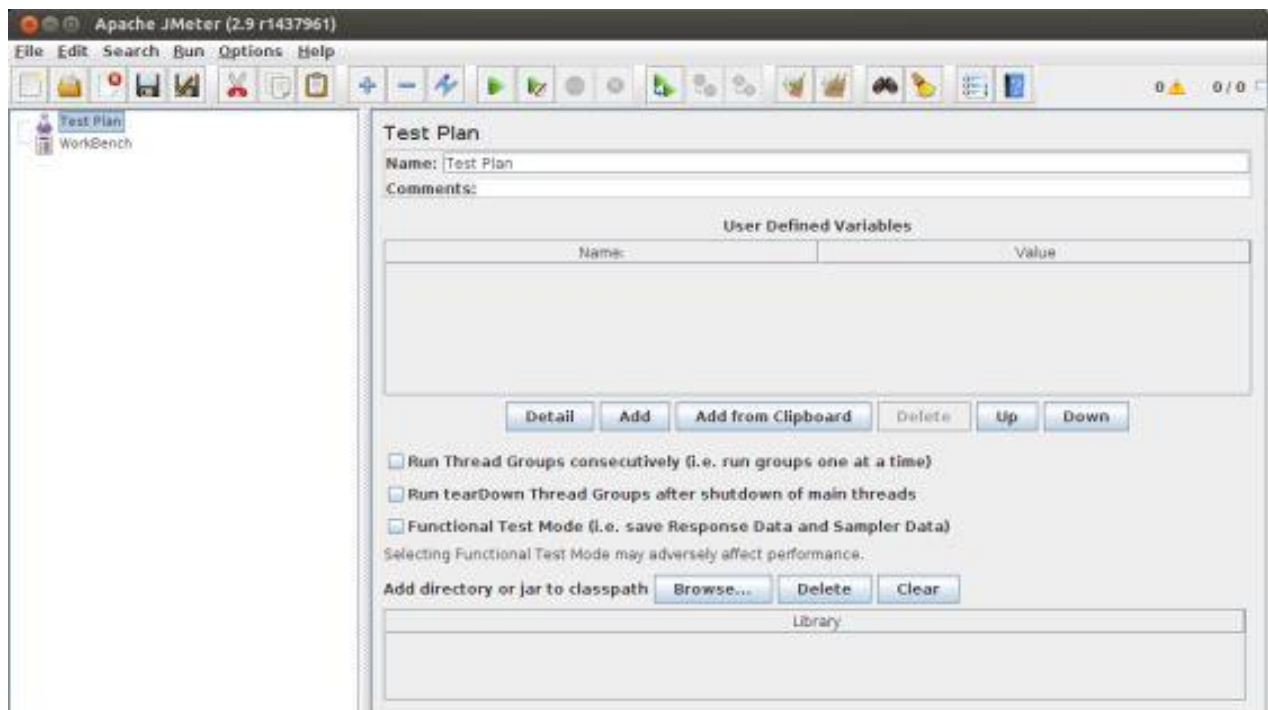 Apache JMeter (2.9 r1437961)
File Edit Search Run Options Help
0 0/0
Test Plan
WorkBench
Test Plan
Name: Test Plan
Comments:
User Defined Variables
Name: Value
Detail Add Add from Clipboard Delete Up Down
Run Thread Groups consecutively (i.e. run groups one at a time)
Run tearDown Thread Groups after shutdown of main threads
Functional Test Mode (i.e. save Response Data and Sampler Data)
Selecting Functional Test Mode may adversely affect performance.
Add directory or jar to classpath Browse... Delete Clear
Library